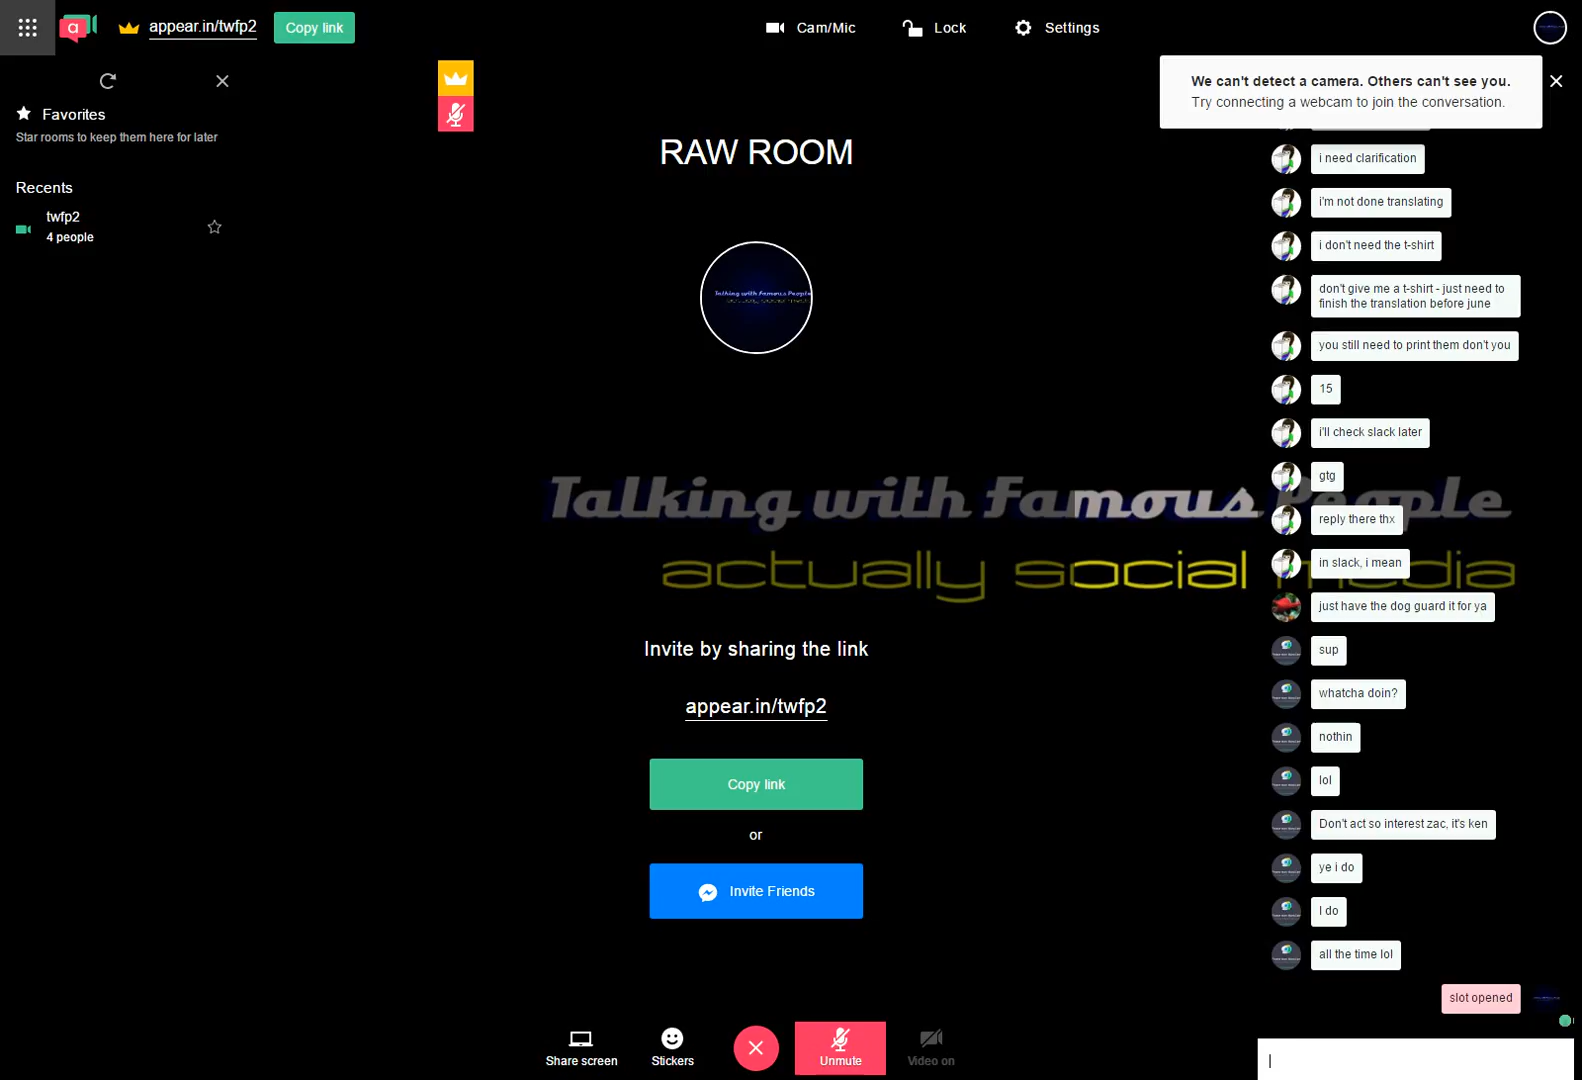 appear.in/twfp2
Copy link
Cam/Mic
Lock
Settings
We can't detect a camera. Others can't see you.
Try connecting a webcam to join the conversation.
Favorites
Star rooms to keep them here for later
Recents
twfp2
4 people
RAW ROOM
Talking with Famous People
Talking with Famous People
actually social media
Invite by sharing the link
appear.in/twfp2
Copy link
or
Invite Friends
i need clarification
i'm not done translating
i don't need the t-shirt
don't give me a t-shirt - just need to
finish the translation before june
you still need to print them don't you
15
i'll check slack later
gtg
reply there thx
in slack, i mean
just have the dog guard it for ya
sup
whatcha doin?
nothin
lol
Don't act so interest zac, it's ken
ye i do
I do
all the time lol
slot opened
Share screen
Stickers
Unmute
Video on